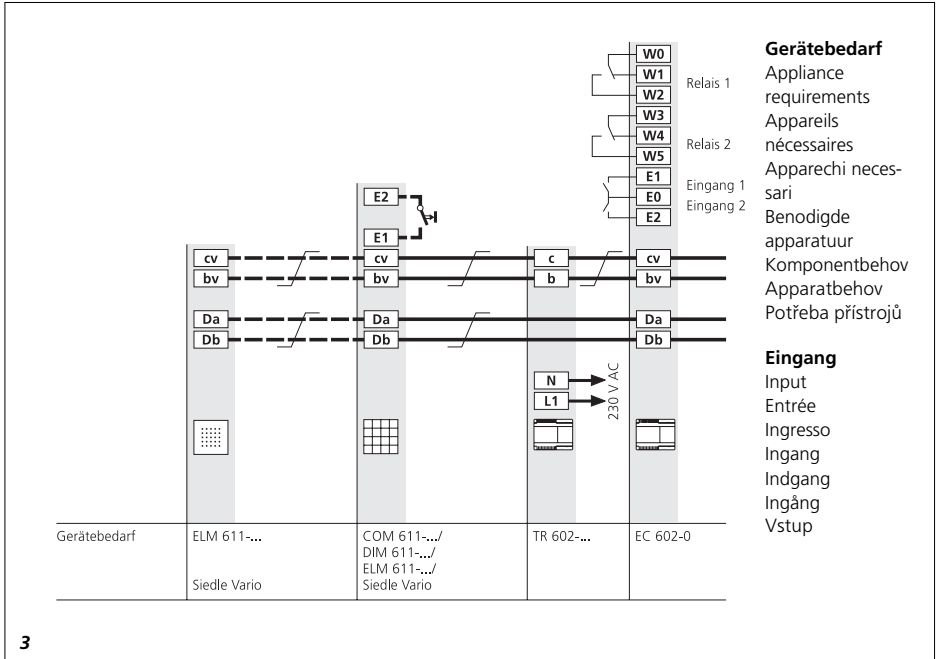 W0
W1
Relais 1
W2
W3
W4
Relais 2
W5
E1
Eingang 1
E0
Eingang 2
E2
E2
E1
cv
cv
c
cv
bv
bv
b
bv
Da
Da
Da
Db
Db
Db
N
L1
230 V AC
Gerätebedarf
ELM 611-...
Siedle Vario
COM 611-.../
DIM 611-.../
ELM 611-.../
Siedle Vario
TR 602-...
EC 602-0
Gerätebedarf
Appliance
requirements
Appareils
nécessaires
Apparechi neces-
sari
Benodigde
apparatuur
Komponentbehov
Apparatbehov
Potřeba přístrojů
Eingang
Input
Entrée
Ingresso
Ingang
Indgang
Ingång
Vstup
3